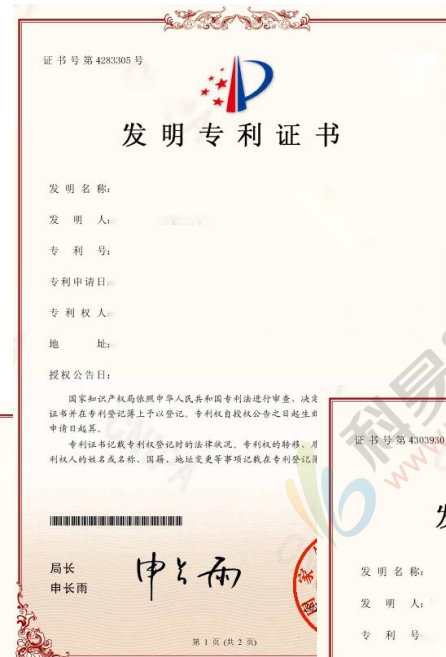 证书号第4283305号
发明专利证书
发明名称:
发 明 人:
专 利 号:
专利申请日:
专利权人:
地 址:
授权公告日:
国家知识产权局依照中华人民共和国专利法进行审查，决定
证书并在专利登记簿上予以登记。专利权自授权公告之日起生效
申请日起算。
专利证书记载专利权登记时的法律状况。专利权的转移、质
利权人的姓名或名称、国籍、地址变更等事项记载在专利登记簿
局长
申长雨
申长雨
第 1 页 (共 2 页)
证书号第4303930
发
发明名称:
发 明 人:
专 利 号
科易
www